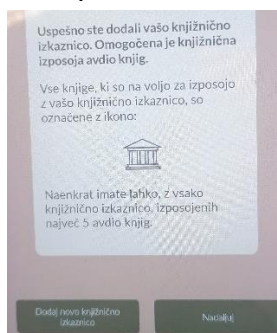 Uspešno ste dodali vašo knjižnično
izkaznico. Omogočena je knjižnična
izposoja avdio knjig.
Vse knjige, ki so na voljo za izposojo
z vašo knjižnično izkaznico, so
označene z ikono:
Naenkrat imate lahko, z vsako
knjižnično izkaznico, izposojenih
največ 5 avdio knjig.
Dodaj novo knjižnično
izkaznico
Nadaljuj